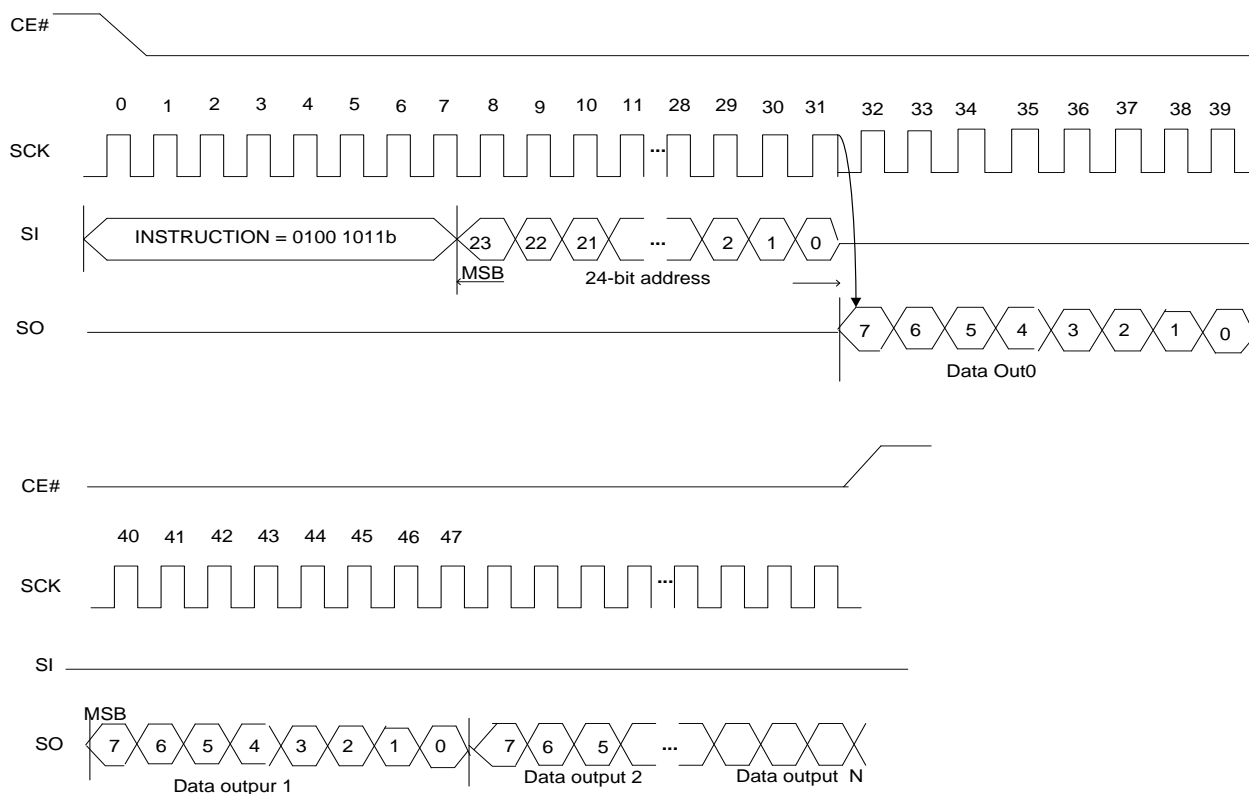 CE#
0 1 2 3 4 5 6 7 8 9 10 11 28 29 30 31 32 33 34 35 36 37 38 39
SCK ...
SI INSTRUCTION = 0100 1011b 23 22 21 ... 2 1 0
MSB 24-bit address
SO 7 6 5 4 3 2 1 0
Data Out0
CE#
40 41 42 43 44 45 46 47
SCK ...
SI
MSB
SO 7 6 5 4 3 2 1 0 7 6 5 ...
Data outpur 1 Data output 2 Data output N